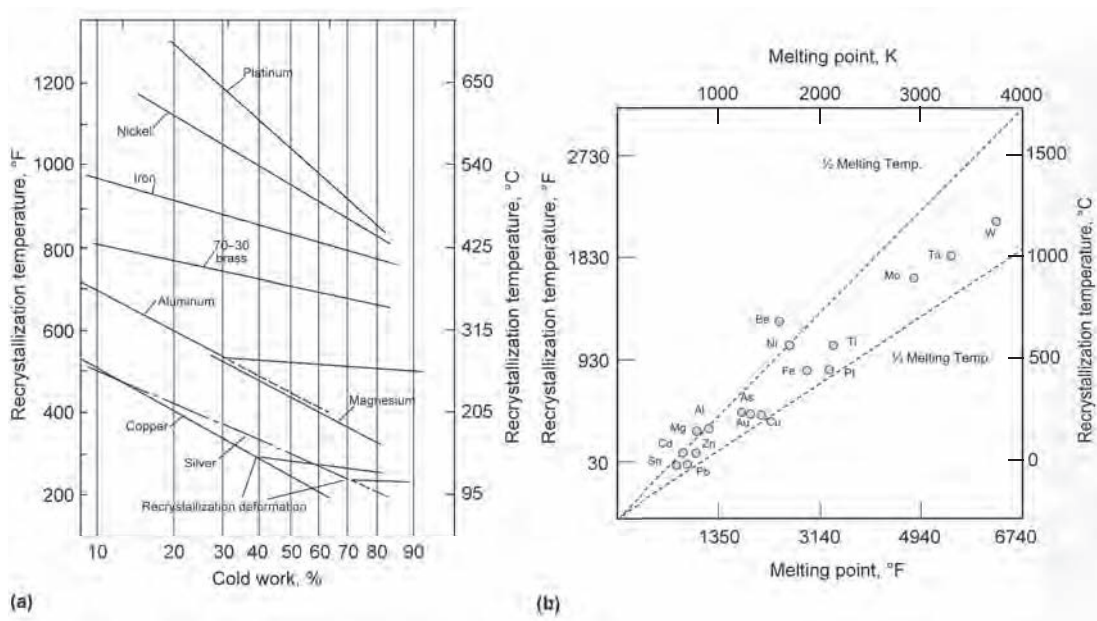 1200
1000
800
600
400
200
Recrystallization temperature, °F
Platinum
Nickel
Iron
70–30
brass
Aluminum
Magnesium
Copper
Silver
Recrystallization deformation
650
540
425
315
205
95
Recrystallization temperature, °C
10 20 30 40 50 60 70 80 90
Cold work, %
(a)
Melting point, K
1000 2000 3000 4000
2730
1830
930
30
Recrystallization temperature, °F
½ Melting Temp.
W
Ta
Mo
Be
Ni
Ti
⅓ Melting Temp.
Fe
Pt
As
Al
Au
Cu
Mg
Cd
Zn
Sn
Pb
1500
1000
500
0
Recrystallization temperature, °C
1350 3140 4940 6740
Melting point, °F
(b)